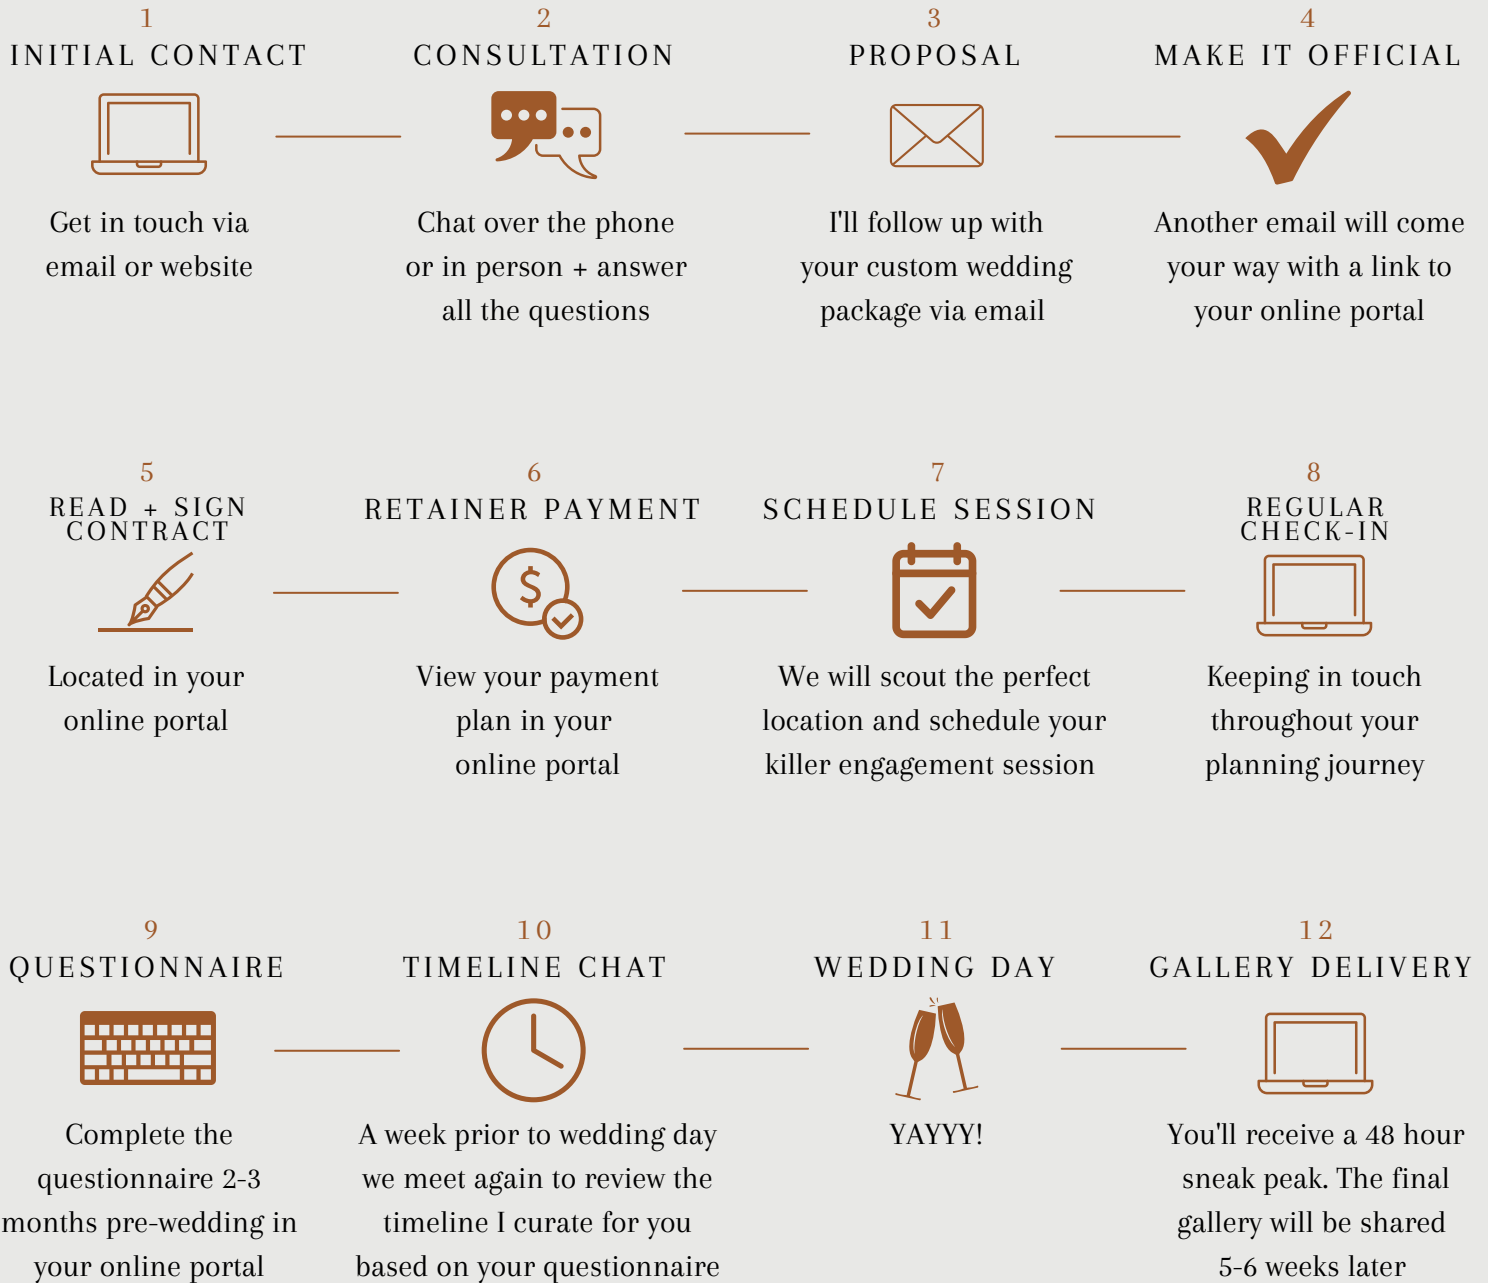 1
INITIAL CONTACT
Get in touch via
email or website
2
CONSULTATION
Chat over the phone
or in person + answer
all the questions
3
PROPOSAL
I'll follow up with
your custom wedding
package via email
4
MAKE IT OFFICIAL
Another email will come
your way with a link to
your online portal
5
READ + SIGN
CONTRACT
Located in your
online portal
6
RETAINER PAYMENT
$
View your payment
plan in your
online portal
7
SCHEDULE SESSION
We will scout the perfect
location and schedule your
killer engagement session
8
REGULAR
CHECK-IN
Keeping in touch
throughout your
planning journey
9
QUESTIONNAIRE
Complete the
questionnaire 2-3
months pre-wedding in
your online portal
10
TIMELINE CHAT
A week prior to wedding day
we meet again to review the
timeline I curate for you
based on your questionnaire
11
WEDDING DAY
YAYYY!
12
GALLERY DELIVERY
You'll receive a 48 hour
sneak peak. The final
gallery will be shared
5-6 weeks later